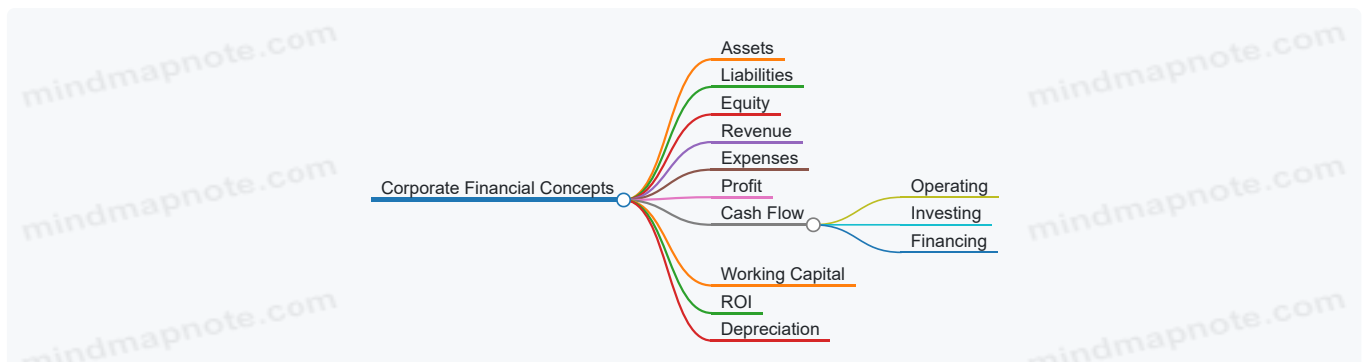 mindmapnote.com
mindmapnote.com
Assets
Liabilities
Equity
Revenue
Expenses
Profit
Corporate Financial Concepts
Cash Flow
Operating
Investing
Financing
mindmapnote.com
mindmapnote.com
Working Capital
ROI
Depreciation
mindmapnote.com
mindmapnote.com